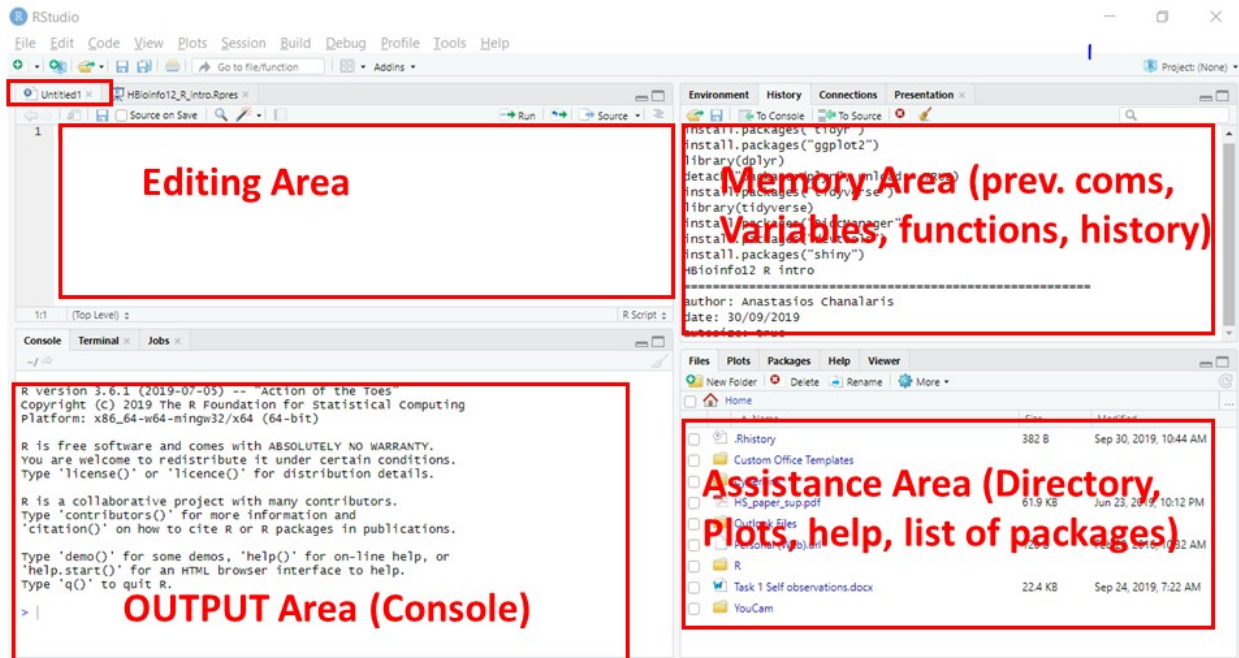 RStudio
File Edit Code View Plots Session Build Debug Profile Tools Help
Go to file/function Addins
Project: (None)
Untitled1 HBioinfo12_R_intro.Rpres
Source on Save Run Source
1
Editing Area
1:1 (Top Level) R Script
Console Terminal Jobs
~/
R version 3.6.1 (2019-07-05) -- "Action of the Toes"
Copyright (C) 2019 The R Foundation for Statistical Computing
Platform: x86_64-w64-mingw32/x64 (64-bit)
R is free software and comes with ABSOLUTELY NO WARRANTY.
You are welcome to redistribute it under certain conditions.
Type 'license()' or 'licence()' for distribution details.
R is a collaborative project with many contributors.
Type 'contributors()' for more information and
'citation()' on how to cite R or R packages in publications.
Type 'demo()' for some demos, 'help()' for on-line help, or
'help.start()' for an HTML browser interface to help.
Type 'q()' to quit R.
>
OUTPUT Area (Console)
Environment History Connections Presentation
To Console To Source
install.packages("tidyr")
install.packages("ggplot2")
library(dplyr)
install.packages("tidyverse")
library(tidyverse)
install.packages("shiny")
HBioinfo12 R intro
========================================================
author: Anastasios Chanalaris
date: 30/09/2019
autosize: true
Memory Area (prev. coms,
Variables, functions, history)
Files Plots Packages Help Viewer
New Folder Delete Rename More
Home
Name Size Modified
.Rhistory 382 B Sep 30, 2019, 10:44 AM
Custom Office Templates
HS_paper_sup.pdf 61.9 KB Jun 23, 2019, 10:12 PM
Outlook Files
R
Task 1 Self observations.docx 22.4 KB Sep 24, 2019, 7:22 AM
YouCam
Assistance Area (Directory,
Plots, help, list of packages)